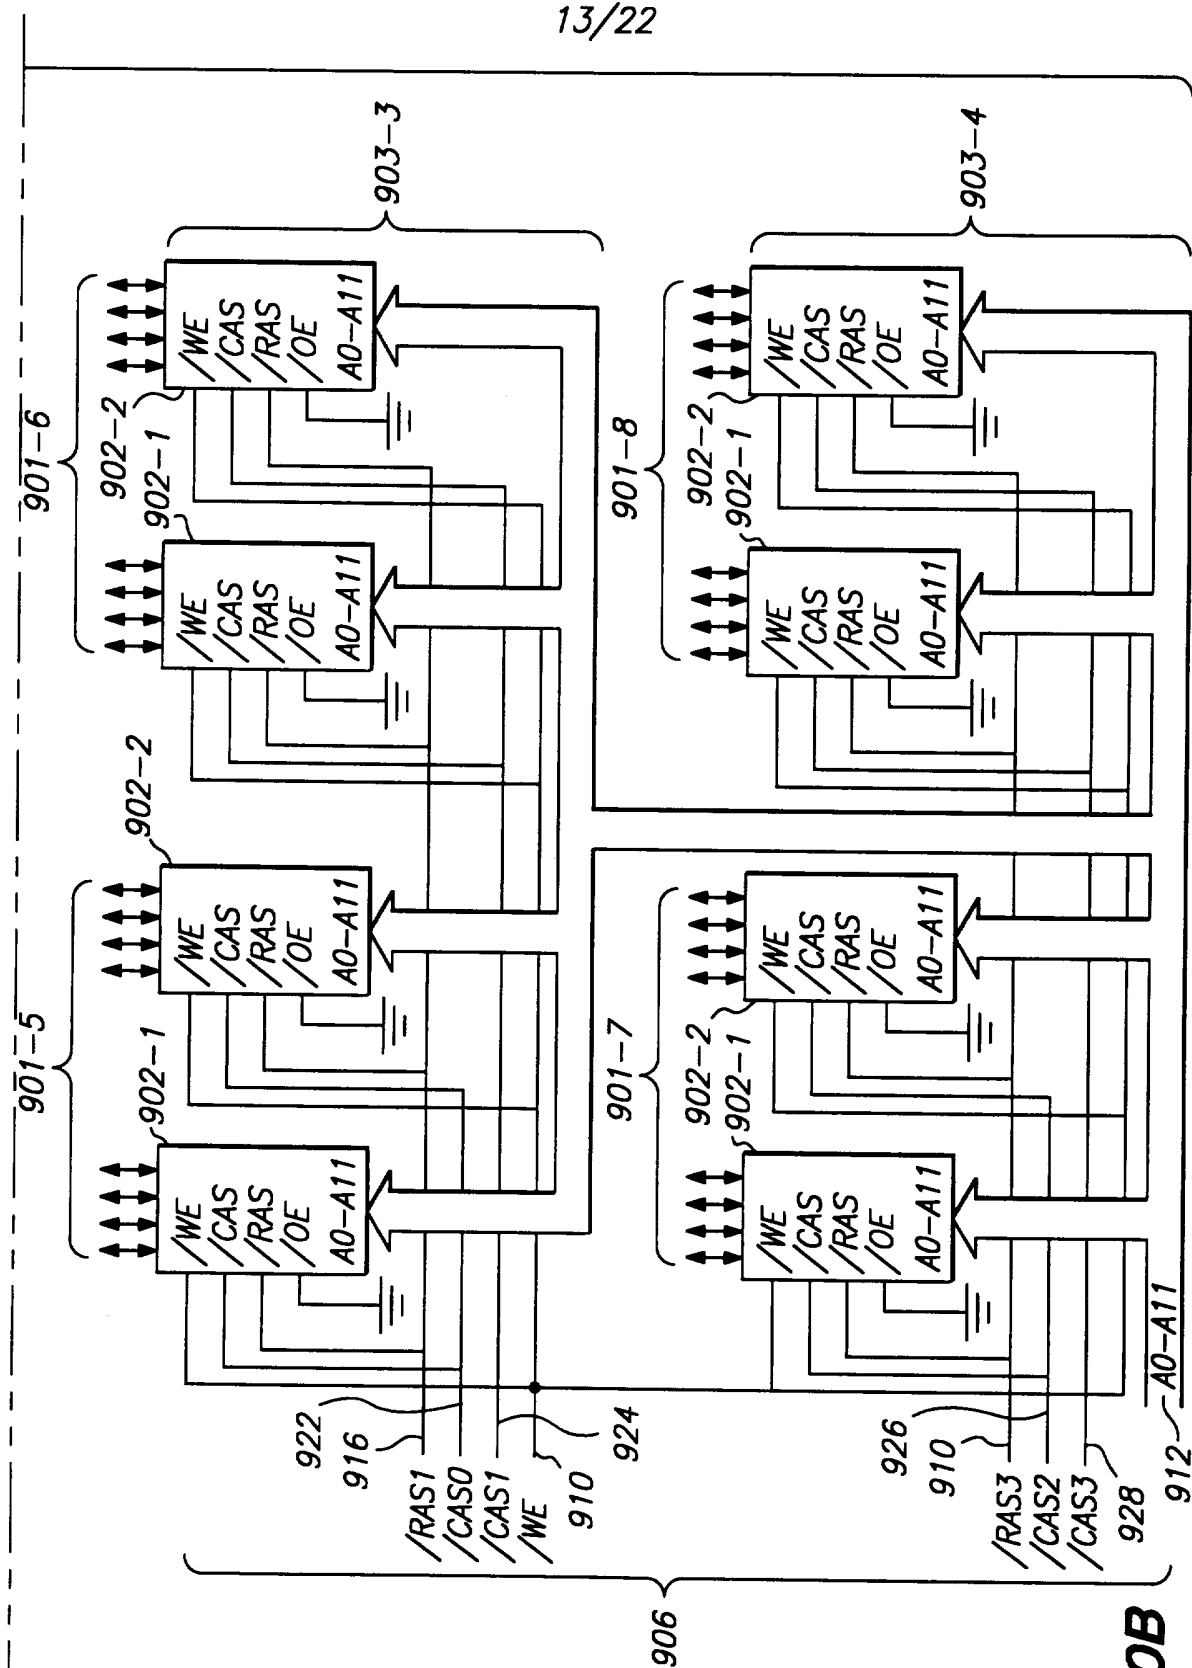 13/22
901-5
901-6
902-1
902-2
902-1
902-2
/WE
/CAS
/RAS
/OE
A0-A11
/WE
/CAS
/RAS
/OE
A0-A11
/WE
/CAS
/RAS
/OE
A0-A11
/WE
/CAS
/RAS
/OE
A0-A11
903-3
922
916
/RAS1
/CAS0
/CAS1
/WE
924
910
906
901-7
901-8
902-1
902-2
902-1
902-2
/WE
/CAS
/RAS
/OE
A0-A11
/WE
/CAS
/RAS
/OE
A0-A11
/WE
/CAS
/RAS
/OE
A0-A11
/WE
/CAS
/RAS
/OE
A0-A11
903-4
926
910
/RAS3
/CAS2
/CAS3
928
912
A0-A11
0B